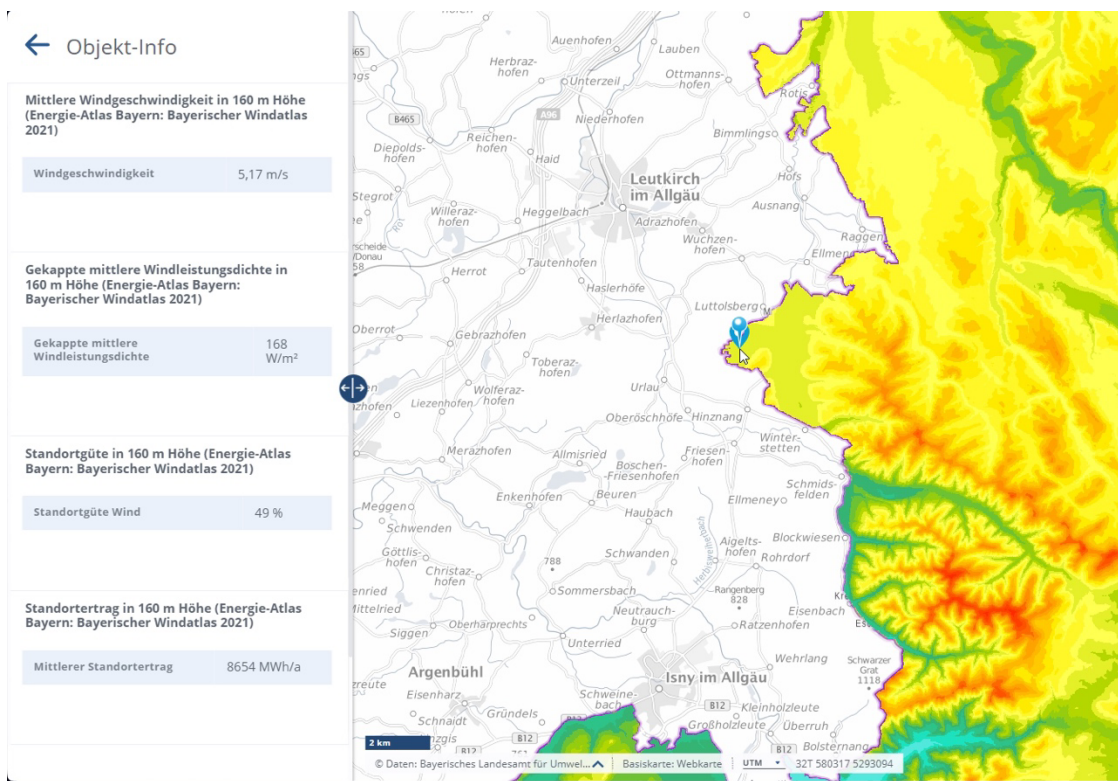 Objekt-Info
Mittlere Windgeschwindigkeit in 160 m Höhe
(Energie-Atlas Bayern: Bayerischer Windatlas
2021)
Windgeschwindigkeit 5,17 m/s
Gekappte mittlere Windleistungsdichte in
160 m Höhe (Energie-Atlas Bayern:
Bayerischer Windatlas 2021)
Gekappte mittlere
Windleistungsdichte
168
W/m²
Standortgüte in 160 m Höhe (Energie-Atlas
Bayern: Bayerischer Windatlas 2021)
Standortgüte Wind 49 %
Standortertrag in 160 m Höhe (Energie-Atlas
Bayern: Bayerischer Windatlas 2021)
Mittlerer Standortertrag 8654 MWh/a
höfen
Auenhofen
Lauben
Herbraz-
hofen
Unterzeil
Ottmanns-
hofen
Rotis
B465
A96
Niederhofen
Diepolds-
hofen
Reichen-
hofen
Haid
Bimmlings
Hofs
Leutkirch
im Allgäu
Stegrot
Willeraz-
hofen
Rot
Heggelbach
Adrazhofen
Ausnang
Wuchzen-
hofen
Raggen
Ellmeney
/Donau
58
Herrot
Tautenhofen
Haslerhöfe
Luttolsberg
Oberrot
Gebrazhofen
Herlazhofen
Toberaz-
hofen
Urlau
Wolferaz-
hofen
Liezenhofen
Oberöschhöfe
Hinznang
Winter-
stetten
Merazhofen
Allmisried
Boschen-
-Friesenhofen
Friesen-
hofen
Schmids-
felden
Meggen
Enkenhofen
Beuren
Ellmeney
Schwenden
Haubach
Herbisweiherbach
Aigelts-
hofen
Blockwiesen
Rohrdorf
Göttlis-
hofen
Christaz-
hofen
788
Schwanden
Rangenberg
828
Eisenbach
Sommersbach
Neutrauch-
burg
Ratzenhofen
Siggen
Oberharprechts
Unterried
Wehrlang
Schwarzer
Grat
1118
Argenbühl
Isny im Allgäu
Eisenharz
Schweine-
bach
B12
Kleinholzleute
Schnaidt
Gründels
Großholzleute
Überruh
Bolsternang
2 km
B12
B12
© Daten: Bayerisches Landesamt für Umwel...
Basiskarte: Webkarte
UTM
32T 580317 5293094